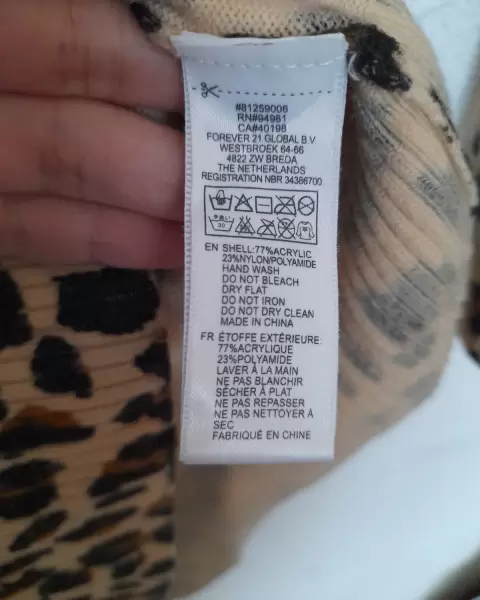 #81259006
RN#94981
CA#40198
FOREVER 21 GLOBAL B.V
WESTBROEK 64-66
4822 ZW BREDA
THE NETHERLANDS
REGISTRATION NBR 34386700
30
EN SHELL:77%ACRYLIC
23%NYLON/POLYAMIDE
HAND WASH
DO NOT BLEACH
DRY FLAT
DO NOT IRON
DO NOT DRY CLEAN
MADE IN CHINA
FR ÉTOFFE EXTÉRIEURE:
77%ACRYLIQUE
23%POLYAMIDE
LAVER À LA MAIN
NE PAS BLANCHIR
SÉCHER À PLAT
NE PAS REPASSER
NE PAS NETTOYER À
SEC
FABRIQUÉ EN CHINE